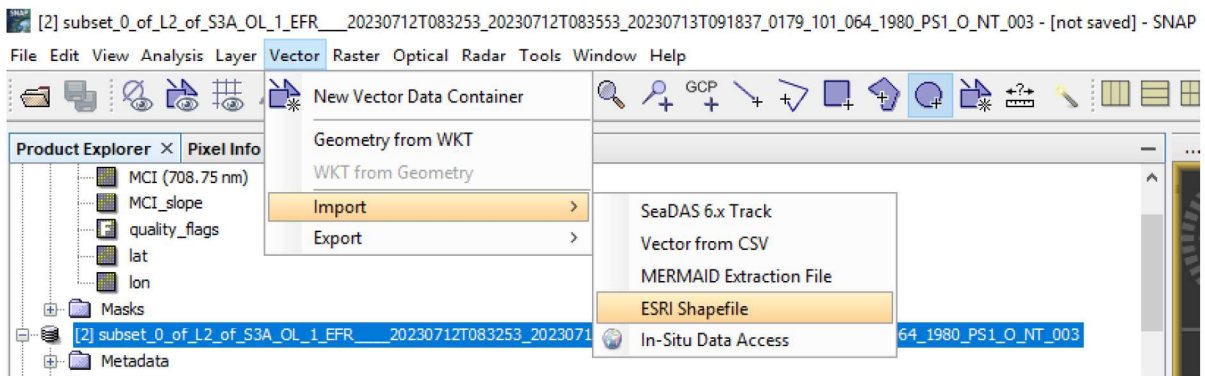 [2] subset_0_of_L2_of_S3A_OL_1_EFR____20230712T083253_20230712T083553_20230713T091837_0179_101_064_1980_PS1_O_NT_003 - [not saved] - SNAP
File Edit View Analysis Layer Vector Raster Optical Radar Tools Window Help
GCP
New Vector Data Container
Geometry from WKT
WKT from Geometry
Import
Export
SeaDAS 6.x Track
Vector from CSV
MERMAID Extraction File
ESRI Shapefile
In-Situ Data Access
Product Explorer Pixel Info
...
MCI (708.75 nm)
MCI_slope
quality_flags
lat
lon
Masks
[2] subset_0_of_L2_of_S3A_OL_1_EFR____20230712T083253_2023071 64_1980_PS1_O_NT_003
Metadata